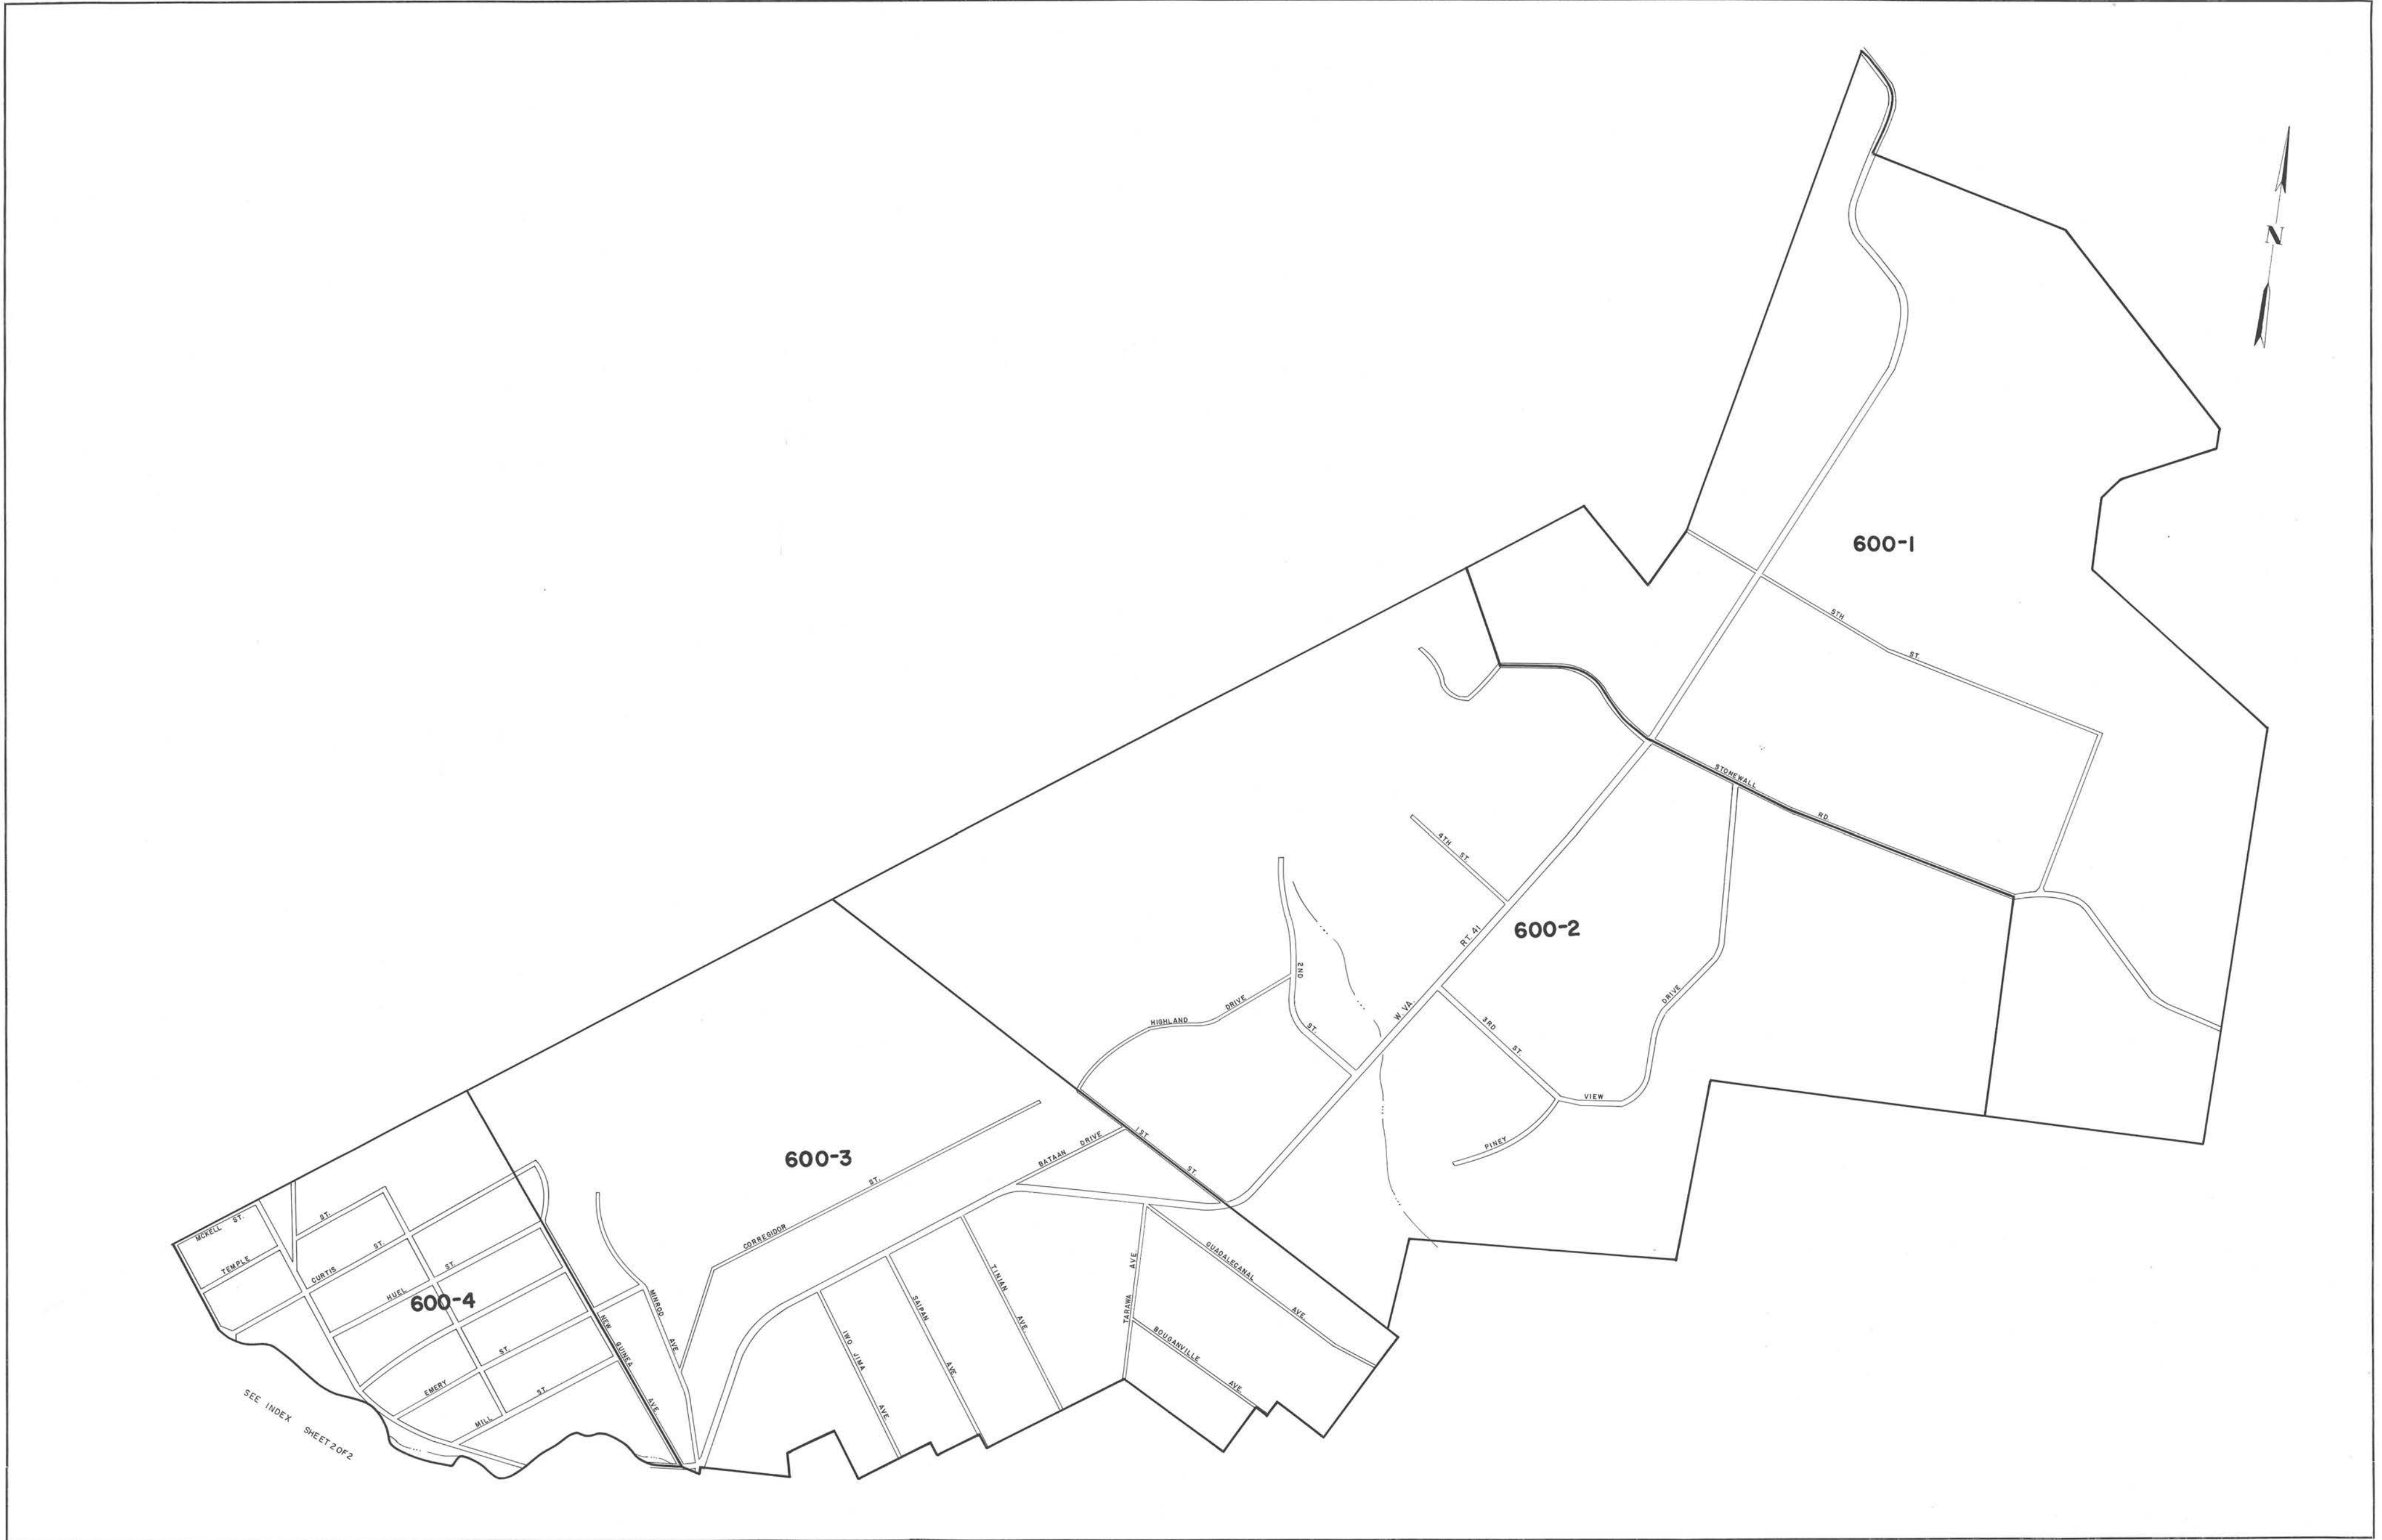 N
600-1
5TH ST.
STONEWALL RD.
4TH ST.
600-2
RT. 41
W. VA.
2ND ST.
HIGHLAND DRIVE
3RD ST.
PINEY VIEW DRIVE
1ST ST.
BATAAN DRIVE
600-3
CORREGIDOR ST.
GUADALECANAL AVE.
TARAWA AVE
BOUGANVILLE AVE.
TINIAN AVE.
SAIPAN AVE.
IWO JIMA AVE.
MINROD AVE.
NEW GUINEA AVE.
MCKELL ST.
TEMPLE ST.
CURTIS ST.
HUEL ST.
600-4
EMERY ST.
MILL ST.
SEE INDEX SHEET 2 OF 2